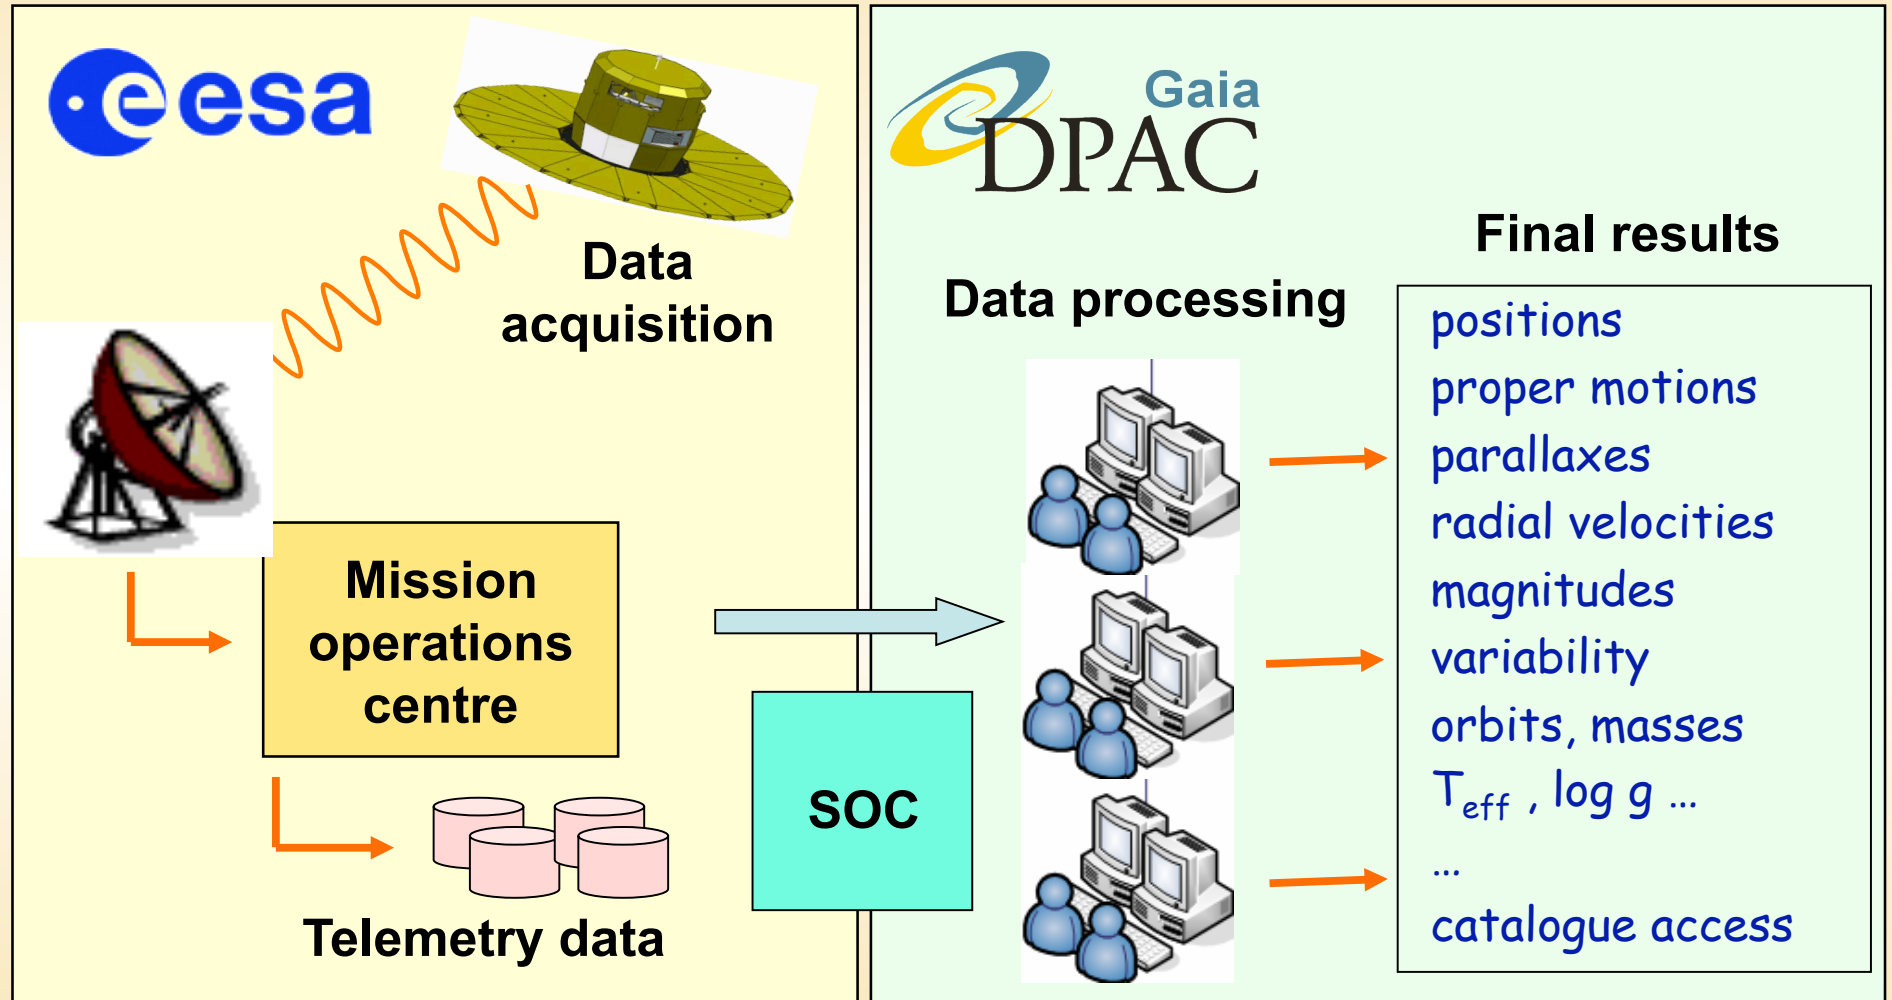 esa
Data
acquisition
Mission
operations
centre
Telemetry data
SOC
Gaia
DPAC
Data processing
Final results
positions
proper motions
parallaxes
radial velocities
magnitudes
variability
orbits, masses
Teff , log g ...
...
catalogue access